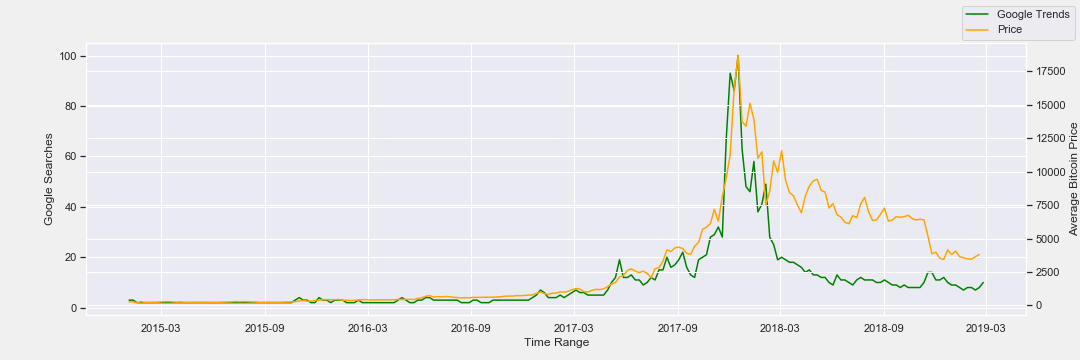 Google Trends
Price
100
80
60
40
20
0
Google Searches
17500
15000
12500
10000
7500
5000
2500
0
Average Bitcoin Price
2015-03 2015-09 2016-03 2016-09 2017-03 2017-09 2018-03 2018-09 2019-03
Time Range